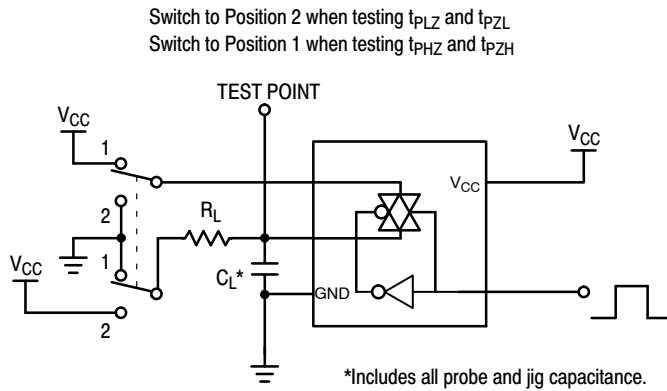 Switch to Position 2 when testing tPLZ and tPZL
Switch to Position 1 when testing tPHZ and tPZH
TEST POINT
VCC
1
2
VCC
1
2
RL
CL*
VCC
GND
VCC
*Includes all probe and jig capacitance.